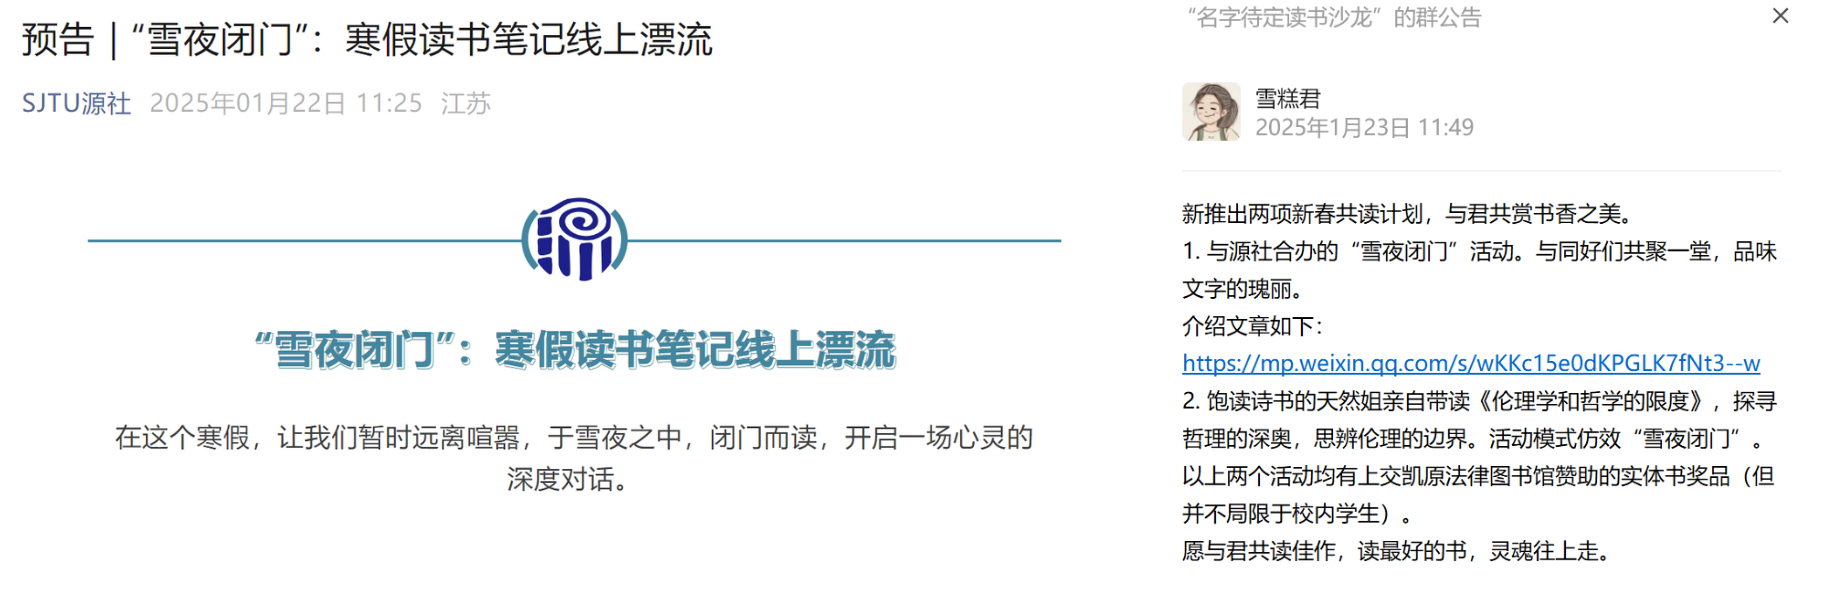 预告 | “雪夜闭门”：寒假读书笔记线上漂流
SJTU源社 2025年01月22日 11:25 江苏
“雪夜闭门”：寒假读书笔记线上漂流
在这个寒假，让我们暂时远离喧嚣，于雪夜之中，闭门而读，开启一场心灵的
深度对话。
“名字待定读书沙龙”的群公告
雪糕君
2025年1月23日 11:49
新推出两项新春共读计划，与君共赏书香之美。
1. 与源社合办的“雪夜闭门”活动。与同好们共聚一堂，品味
文字的瑰丽。
介绍文章如下：
https://mp.weixin.qq.com/s/wKKc15e0dKPGLK7fNt3--w
2. 饱读诗书的天然姐亲自带读《伦理学和哲学的限度》，探寻
哲理的深奥，思辨伦理的边界。活动模式仿效“雪夜闭门”。
以上两个活动均有上交凯原法律图书馆赞助的实体书奖品（但
并不局限于校内学生）。
愿与君共读佳作，读最好的书，灵魂往上走。